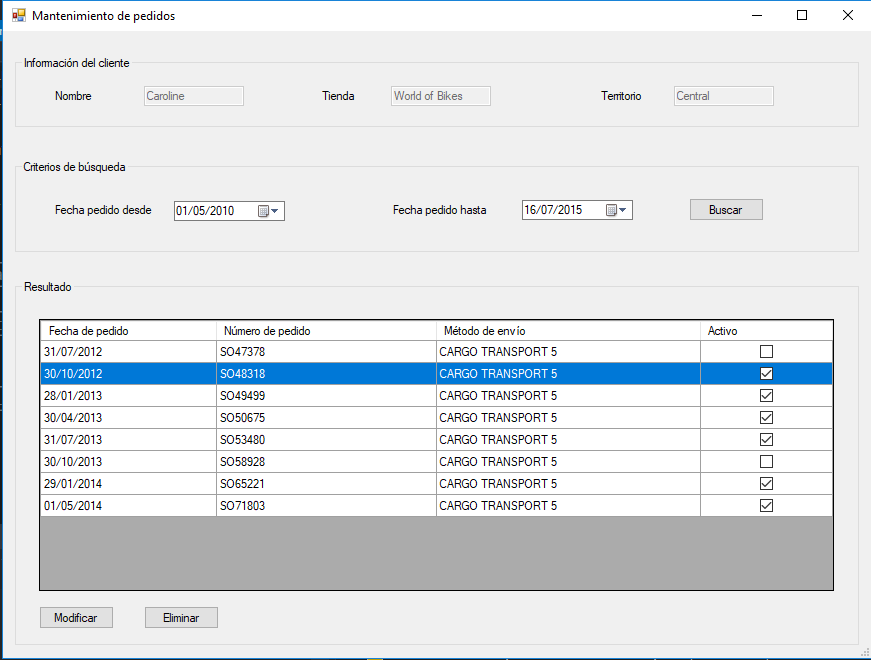 Mantenimiento de pedidos
Información del cliente
Nombre Caroline Tienda World of Bikes Territorio Central
Criterios de búsqueda
Fecha pedido desde 01/05/2010 Fecha pedido hasta 16/07/2015 Buscar
Resultado
Fecha de pedido Número de pedido Método de envío Activo
31/07/2012 SO47378 CARGO TRANSPORT 5
30/10/2012 SO48318 CARGO TRANSPORT 5
28/01/2013 SO49499 CARGO TRANSPORT 5
30/04/2013 SO50675 CARGO TRANSPORT 5
31/07/2013 SO53480 CARGO TRANSPORT 5
30/10/2013 SO58928 CARGO TRANSPORT 5
29/01/2014 SO65221 CARGO TRANSPORT 5
01/05/2014 SO71803 CARGO TRANSPORT 5
Modificar Eliminar